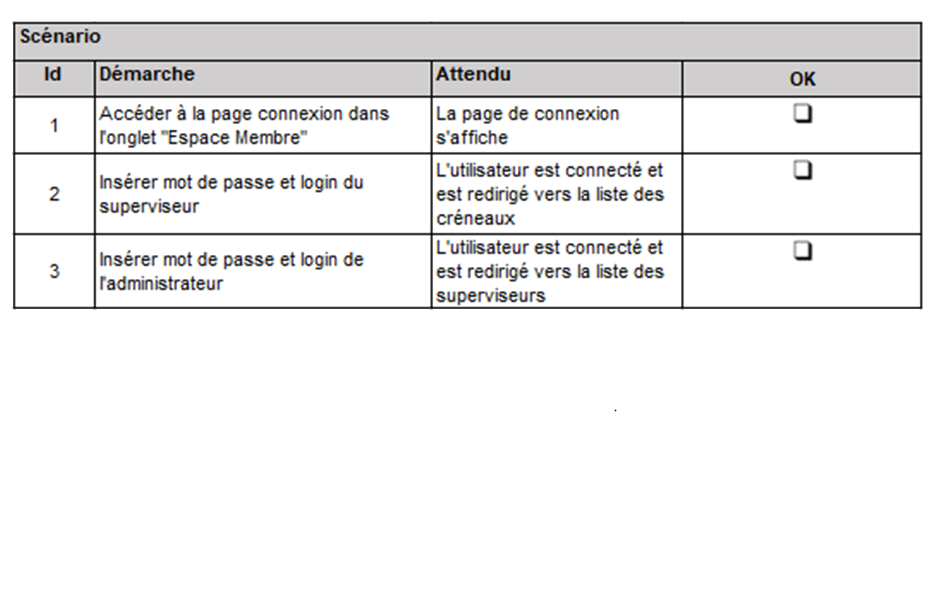 Scénario
Id Démarche Attendu OK
1
Accéder à la page connexion dans
l'onglet "Espace Membre"
La page de connexion
s'affiche
2
Insérer mot de passe et login du
superviseur
L'utilisateur est connecté et
est redirigé vers la liste des
créneaux
3
Insérer mot de passe et login de
l'administrateur
L'utilisateur est connecté et
est redirigé vers la liste des
superviseurs